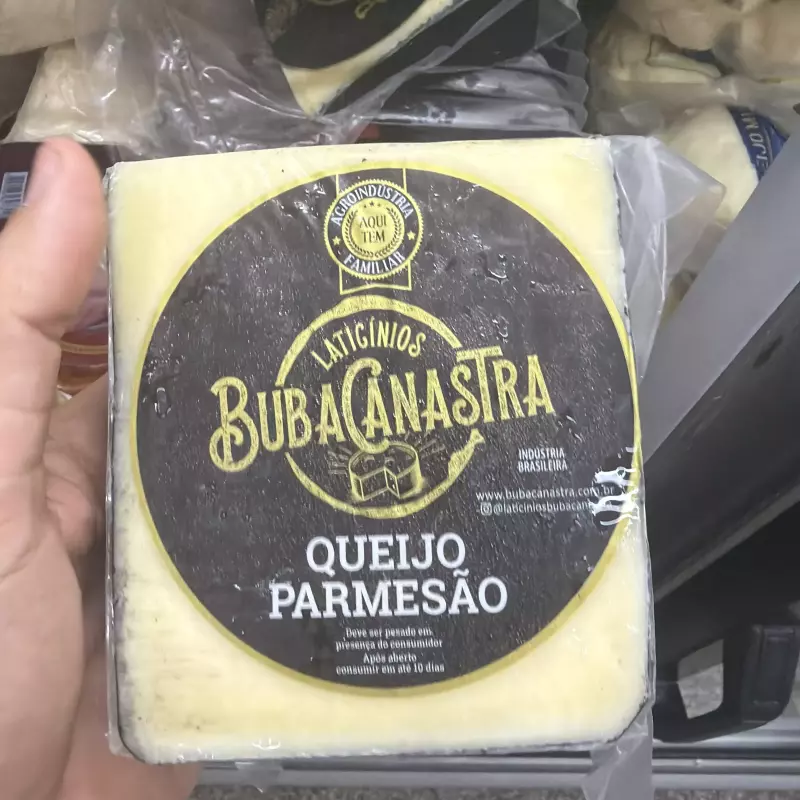 AGROINDÚSTRIA
AQUI
TEM
FAMILIAR
LATICÍNIOS
BUBACANASTRA
INDÚSTRIA
BRASILEIRA
www.bubacanastra.com.br
QUEIJO
PARMESÃO
Deve ser pesado em
presença do consumidor
Após aberto
consumir em até 10 dias